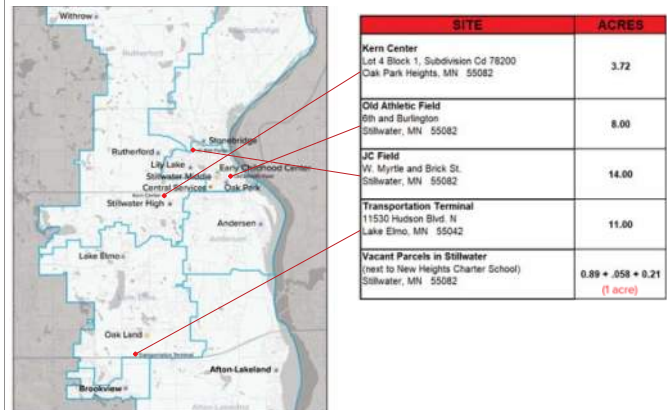 Withrow
Rutherford
Stonebridge
Stonebridge
Rutherford
Lily Lake
Early Childhood Center
Stillwater Middle
Central Services
Oak Park
Kern Center
Stillwater High
Andersen
Andersen
Lake Elmo
Oak Land
Transportation Terminal
Afton-Lakeland
Brookview
Afton-Lakeland
SITE ACRES
Kern Center
Lot 4 Block 1, Subdivision Cd 78200
Oak Park Heights, MN 55082
3.72
Old Athletic Field
6th and Burlington
Stillwater, MN 55082
8.00
JC Field
W. Myrtle and Brick St.
Stillwater, MN 55082
14.00
Transportation Terminal
11530 Hudson Blvd. N
Lake Elmo, MN 55042
11.00
Vacant Parcels in Stillwater
(next to New Heights Charter School)
Stillwater, MN 55082
0.89 + .058 + 0.21
(1 acre)